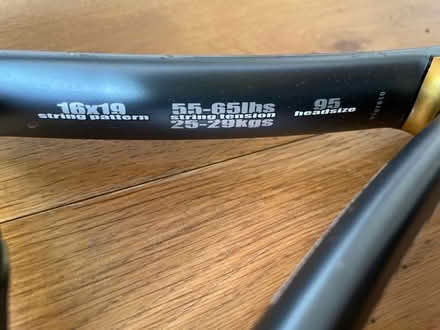 16x19
string pattern
55-65lbs
string tension
25-29kgs
95
headsize